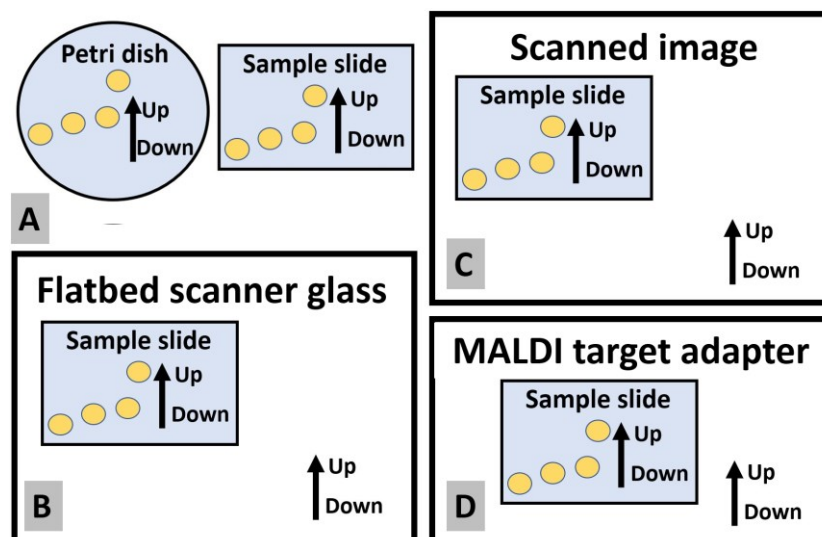 Petri dish
Up
Down
Sample slide
Up
Down
A
Flatbed scanner glass
Sample slide
Up
Down
Up
Down
B
Scanned image
Sample slide
Up
Down
Up
Down
C
MALDI target adapter
Sample slide
Up
Down
Up
Down
D